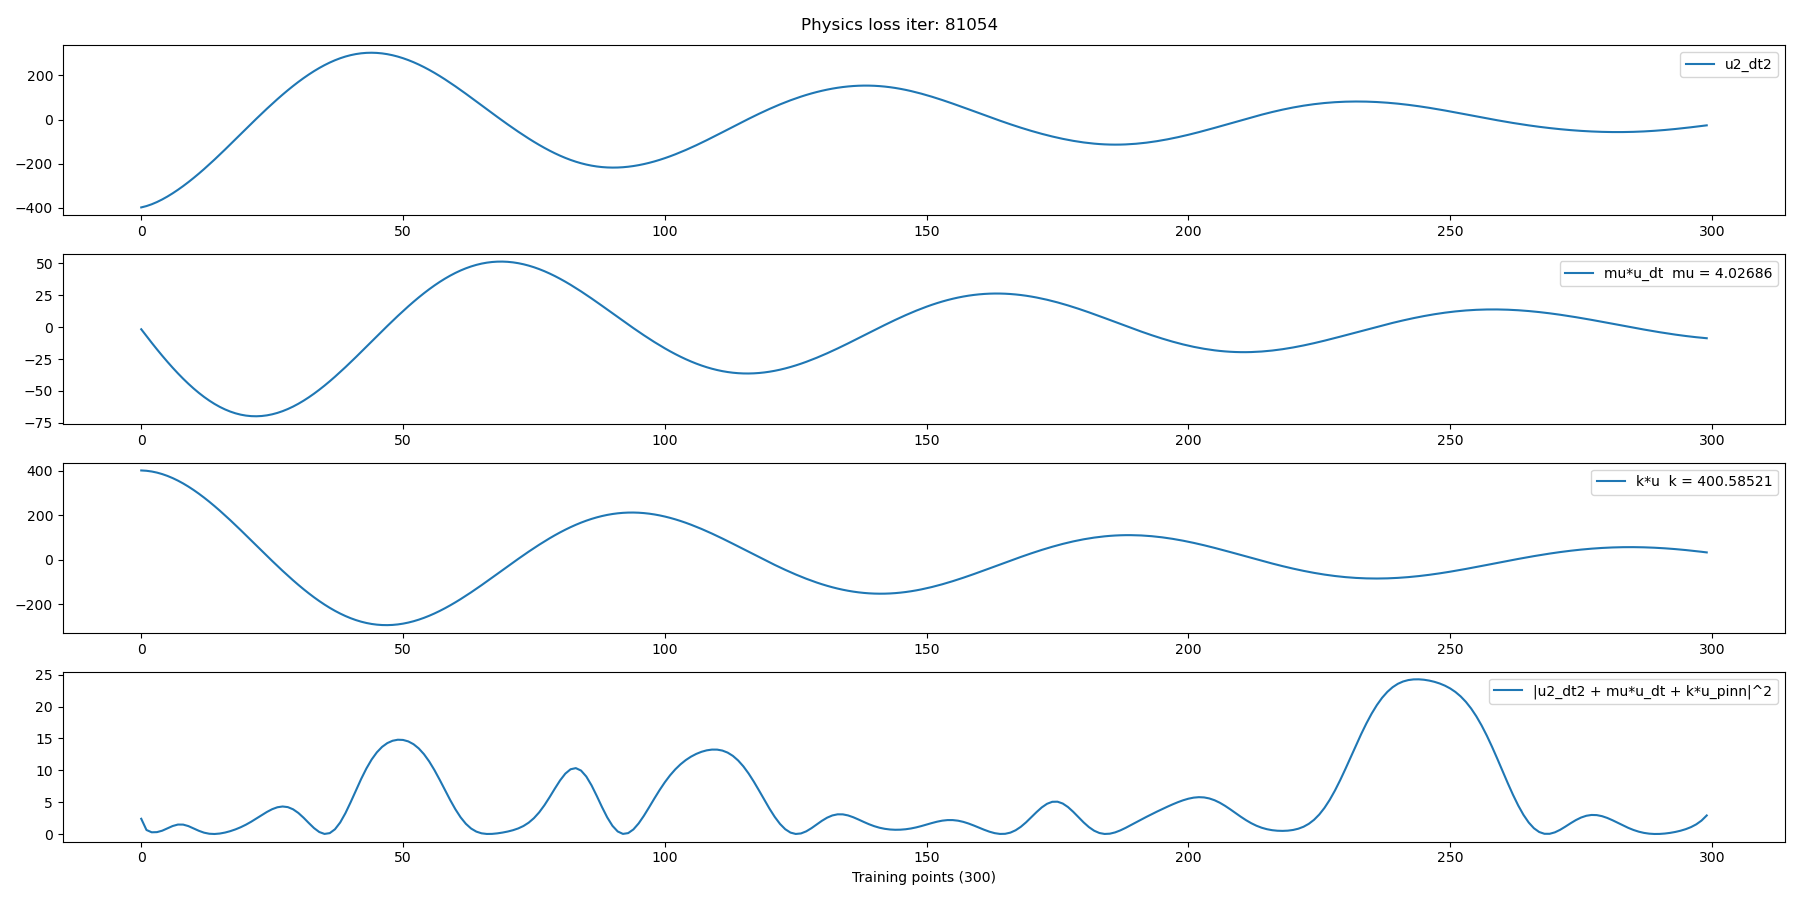 Physics loss iter: 81054
u2_dt2
200
0
−200
−400
0 50 100 150 200 250 300
mu*u_dt  mu = 4.02686
50
25
0
−25
−50
−75
0 50 100 150 200 250 300
k*u  k = 400.58521
400
200
0
−200
0 50 100 150 200 250 300
|u2_dt2 + mu*u_dt + k*u_pinn|^2
25
20
15
10
5
0
0 50 100 150 200 250 300
Training points (300)